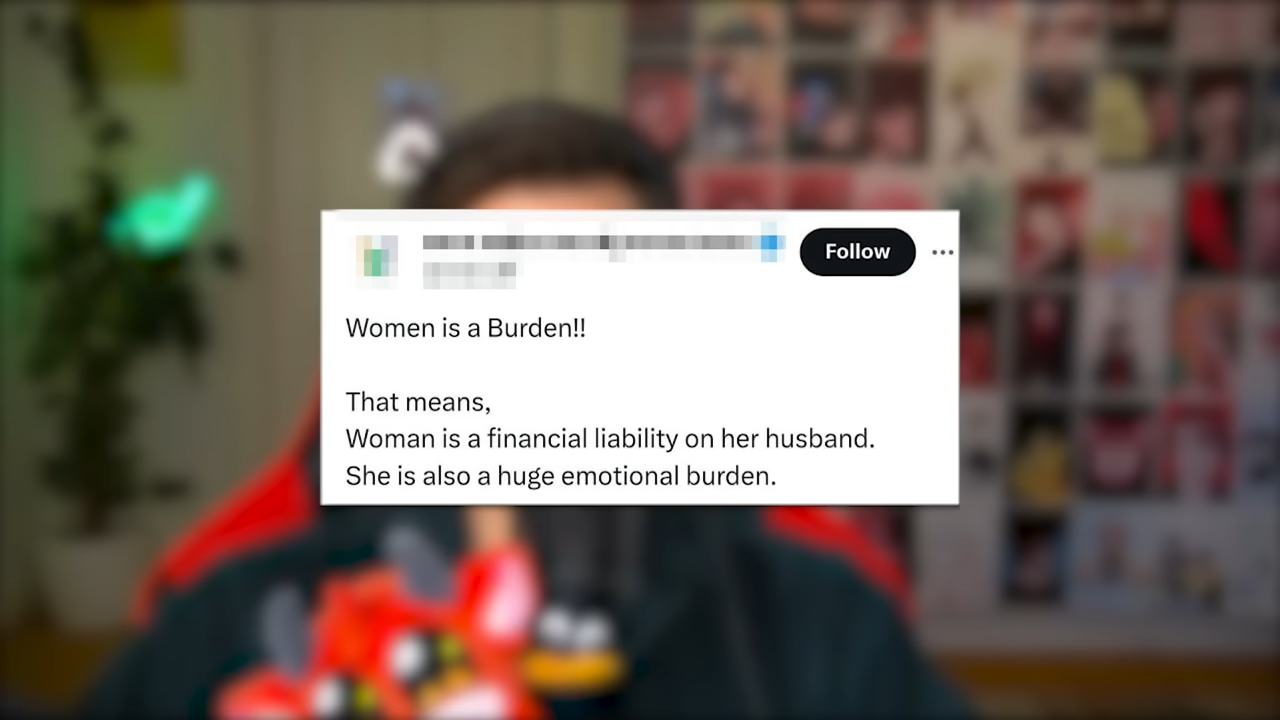 Follow
Women is a Burden!!
That means,
Woman is a financial liability on her husband.
She is also a huge emotional burden.